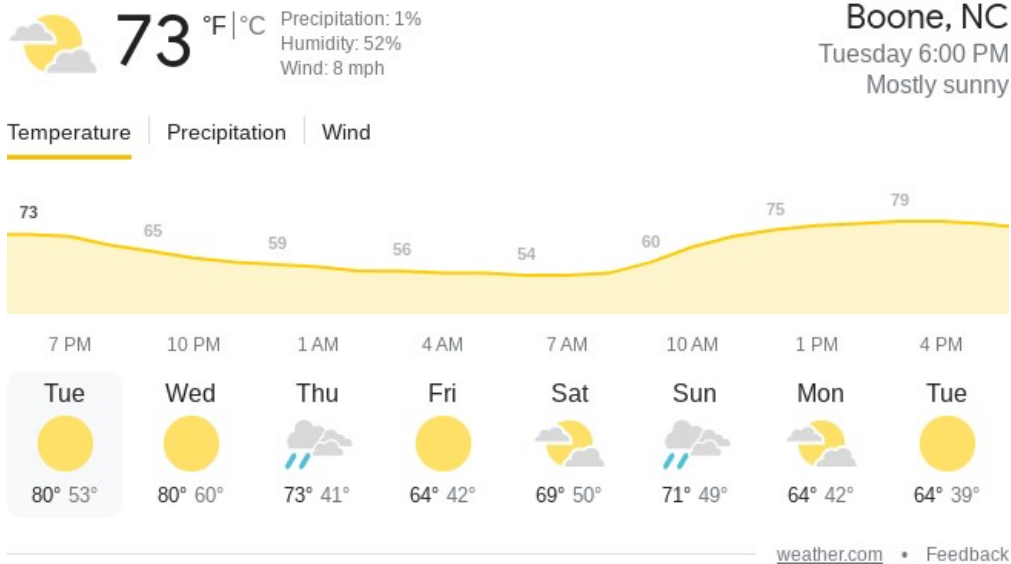 73 °F|°C
Precipitation: 1%
Humidity: 52%
Wind: 8 mph
Boone, NC
Tuesday 6:00 PM
Mostly sunny
Temperature | Precipitation | Wind
73 65 59 56 54 60 75 79
7 PM 10 PM 1 AM 4 AM 7 AM 10 AM 1 PM 4 PM
Tue Wed Thu Fri Sat Sun Mon Tue
80° 53° 80° 60° 73° 41° 64° 42° 69° 50° 71° 49° 64° 42° 64° 39°
weather.com • Feedback